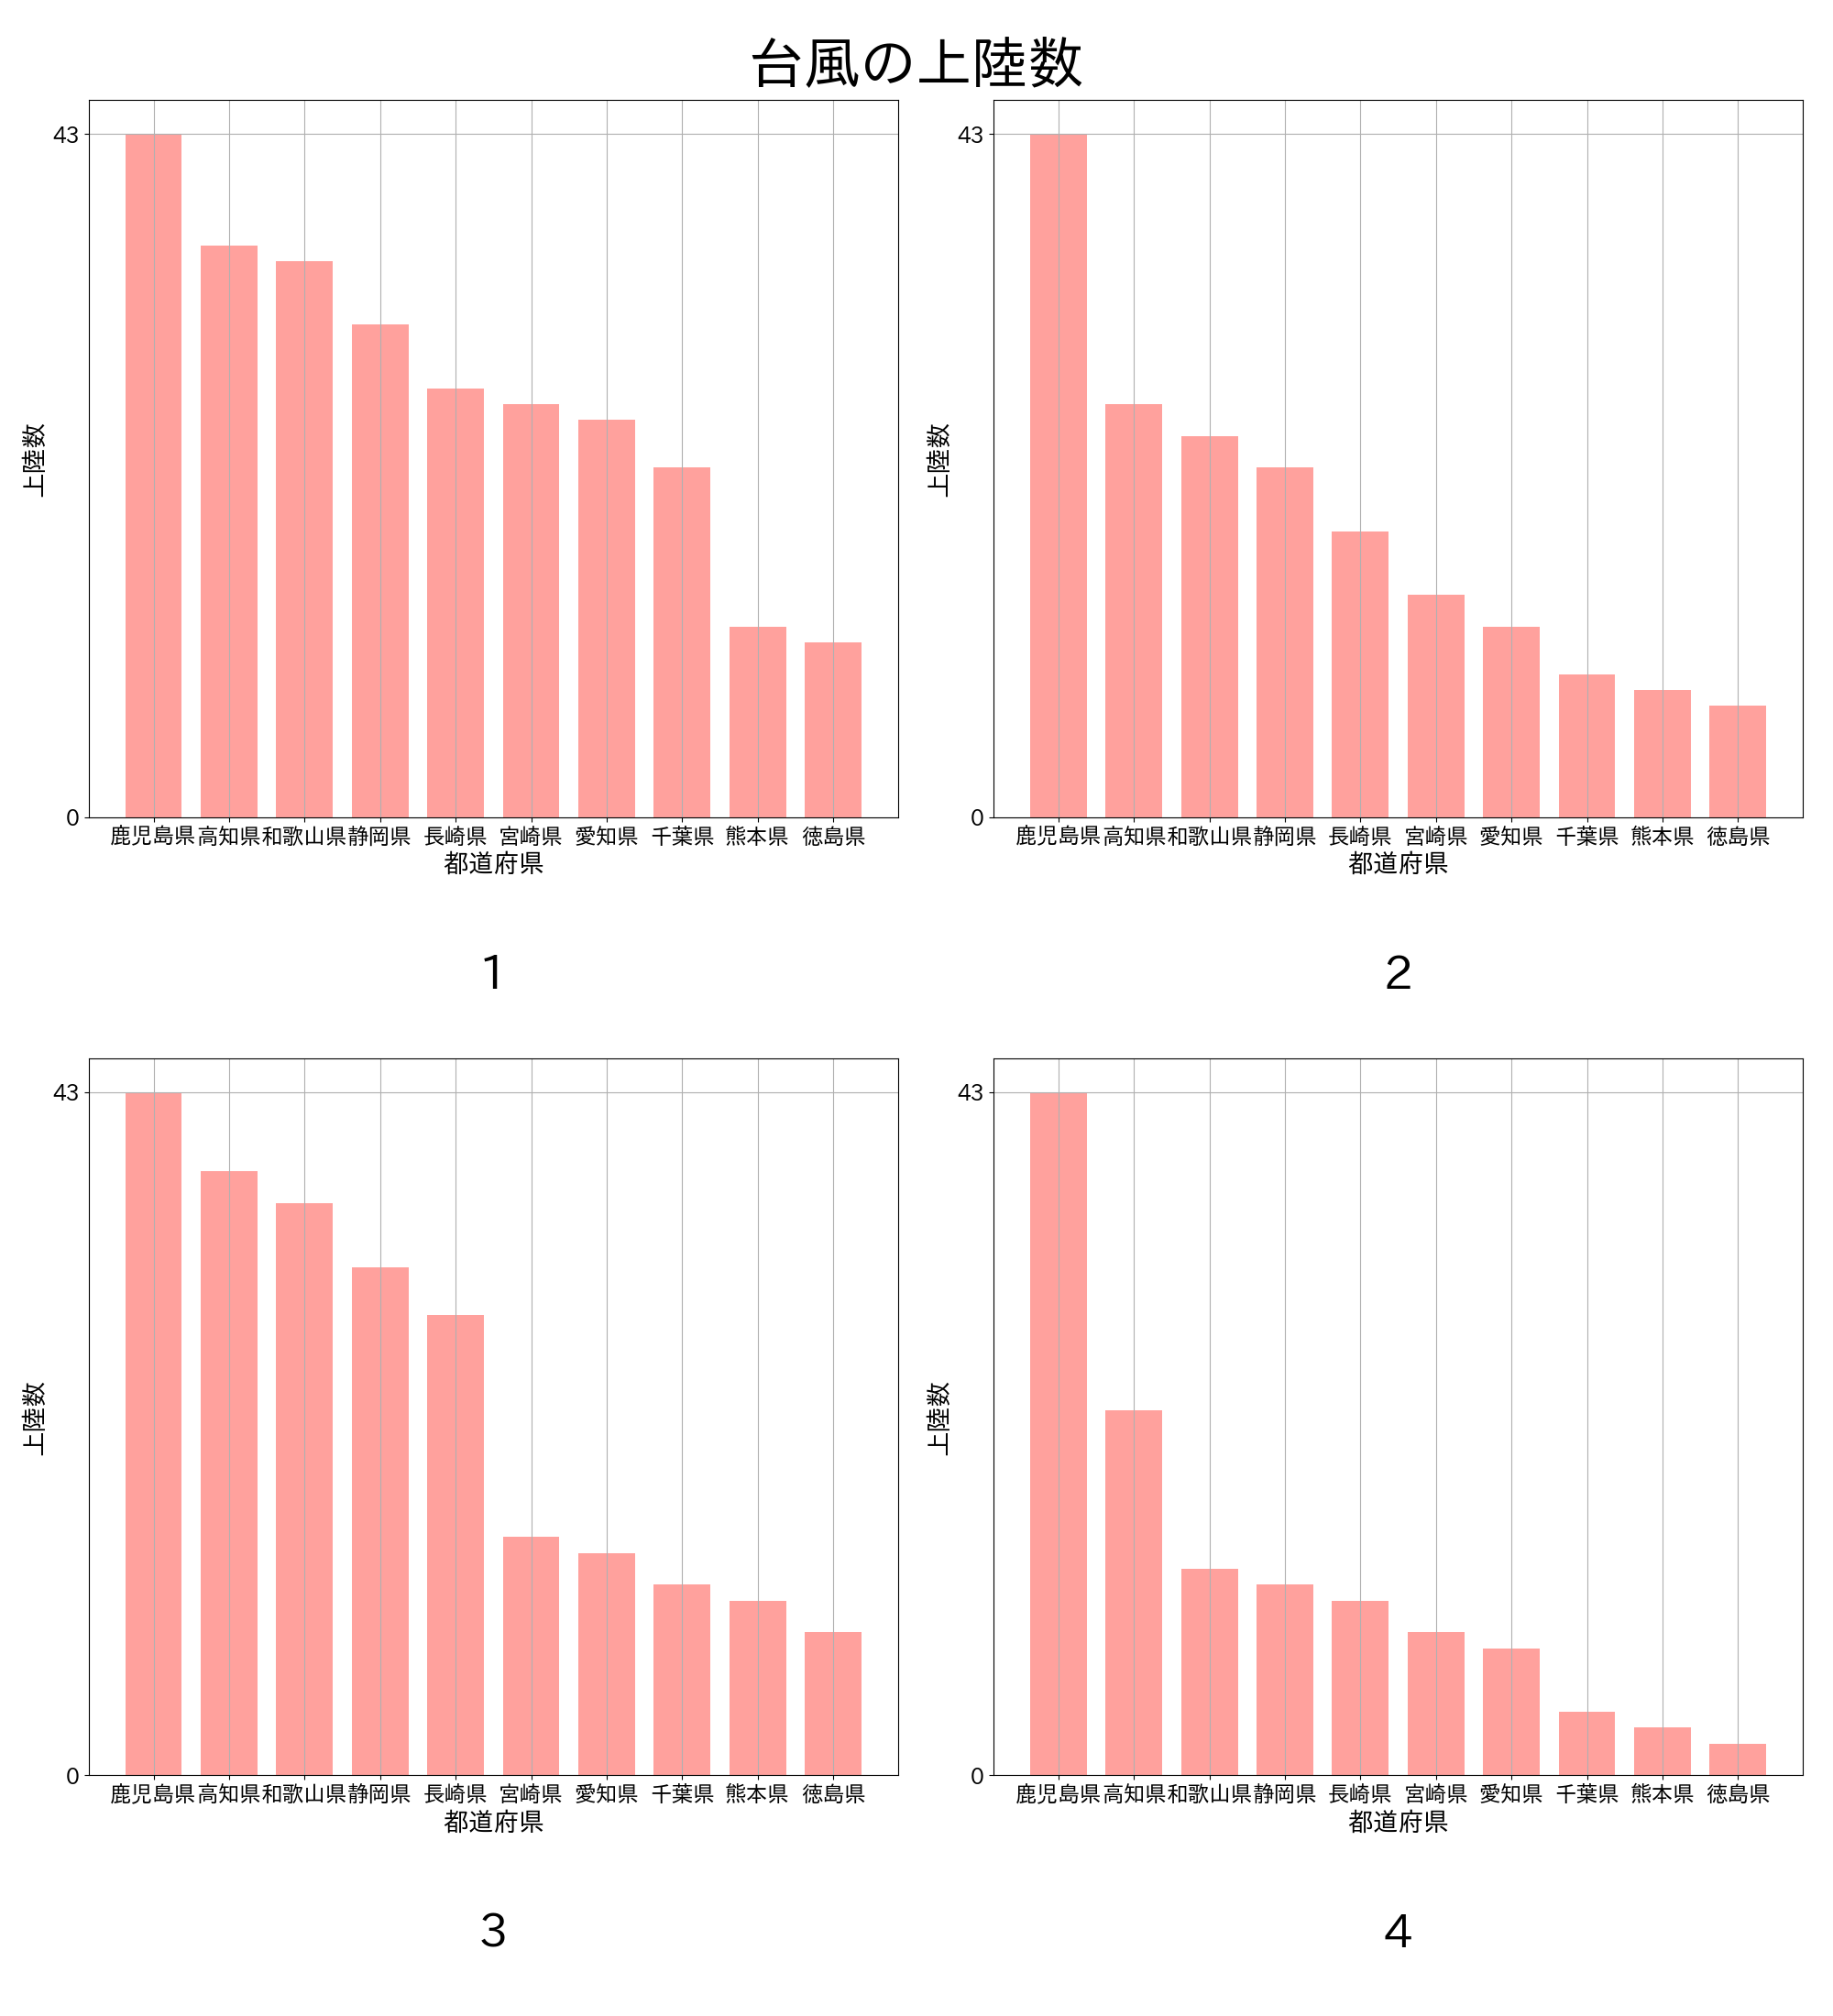 台風の上陸数
43
0
上陸数
鹿児島県 高知県 和歌山県 静岡県 長崎県 宮崎県 愛知県 千葉県 熊本県 徳島県
都道府県
1
43
0
上陸数
鹿児島県 高知県 和歌山県 静岡県 長崎県 宮崎県 愛知県 千葉県 熊本県 徳島県
都道府県
2
43
0
上陸数
鹿児島県 高知県 和歌山県 静岡県 長崎県 宮崎県 愛知県 千葉県 熊本県 徳島県
都道府県
3
43
0
上陸数
鹿児島県 高知県 和歌山県 静岡県 長崎県 宮崎県 愛知県 千葉県 熊本県 徳島県
都道府県
4